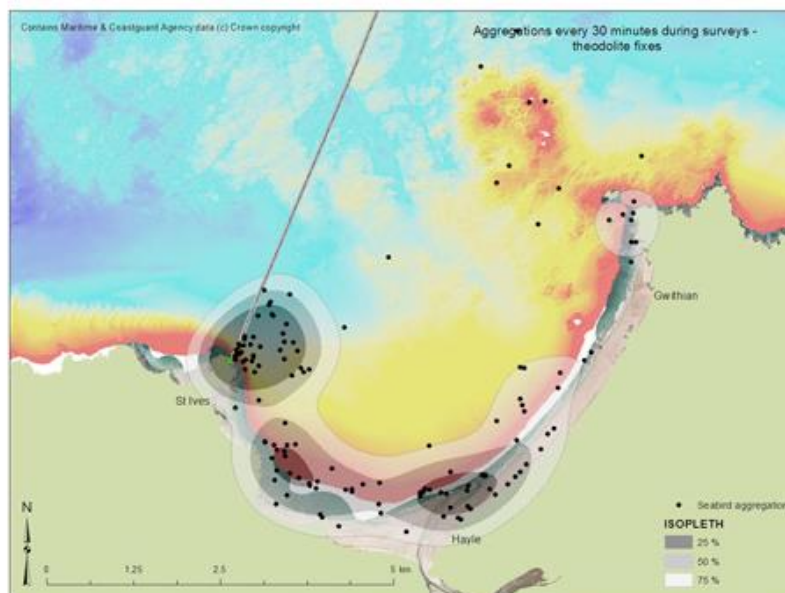 Contains Maritime & Coastguard Agency data (c) Crown copyright
Aggregations every 30 minutes during surveys -
theodolite fixes
Gwithian
St Ives
Hayle
N
0 1.25 2.5 5 km
Seabird aggregation
ISOPLETH
25 %
50 %
75 %